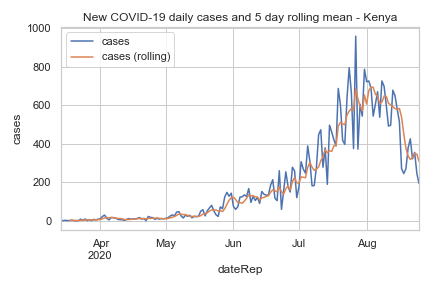 New COVID-19 daily cases and 5 day rolling mean - Kenya
cases
cases (rolling)
cases
1000
800
600
400
200
0
Apr
2020
May
Jun
Jul
Aug
dateRep